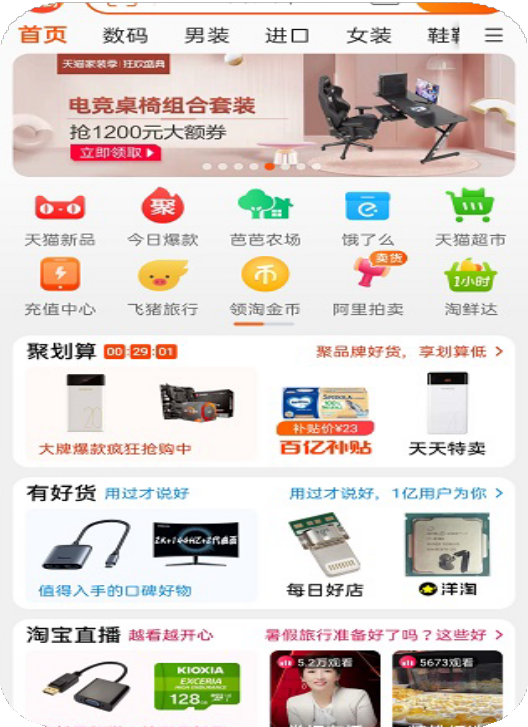 首页 数码 男装 进口 女装
天猫家装季 狂欢盛典
电竞桌椅组合套装
抢1200元大额券
立即领取
聚
1小时
卖货
天猫新品 今日爆款 芭芭农场 饿了么 天猫超市
充值中心 飞猪旅行 领淘金币 阿里拍卖 淘鲜达
聚划算 00:29:01 聚品牌好货，享划算低 >
补贴价¥23
大牌爆款疯狂抢购中 百亿补贴 天天特卖
有好货 用过才说好 用过才说好，1亿用户为你 >
2K+144HZ+2代曲面
值得入手的口碑好物 每日好店 洋淘
淘宝直播 越看越开心 暑假旅行准备好了吗？这些好 >
KIOXIA
EXCERIA
HIGH ENDURANCE
128GB
5.2万观看 5673观看